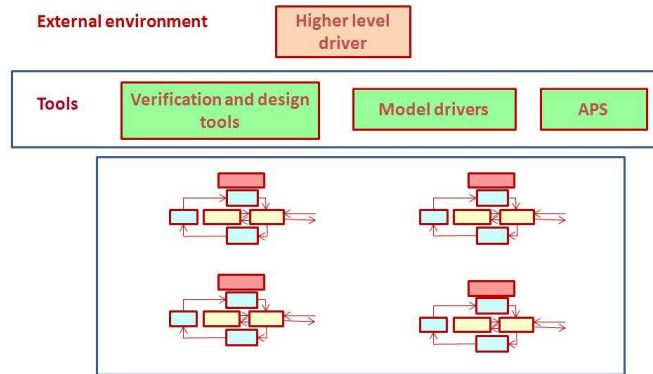 External environment
Higher level
driver
Tools
Verification and design
tools
Model drivers
APS